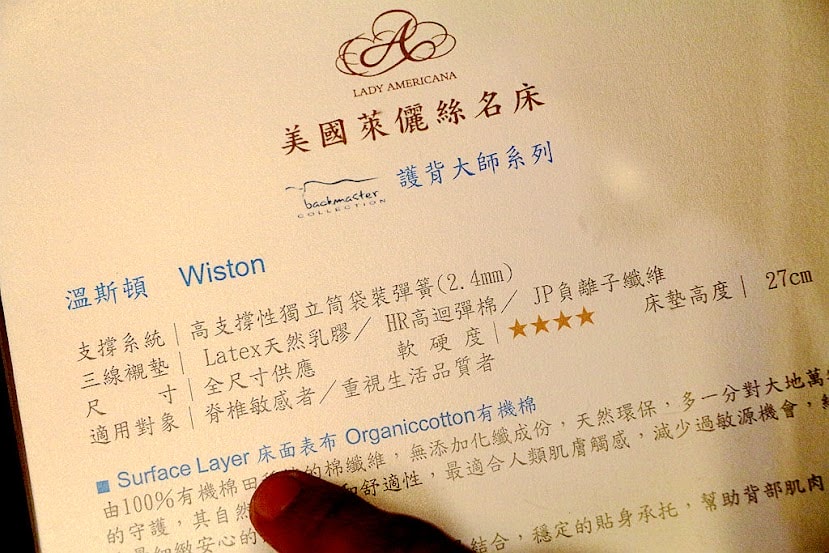 A
LADY AMERICANA
美國萊儷絲名床
backmaster
COLLECTION
護背大師系列
溫斯頓 Wiston
支撐系統｜高支撐性獨立筒袋裝彈簧(2.4mm)
三線襯墊｜Latex天然乳膠／HR高迴彈棉／JP負離子纖維
尺寸｜全尺寸供應 軟硬度｜★★★★ 床墊高度｜27cm
適用對象｜脊椎敏感者／重視生活品質者
■ Surface Layer 床面表布 Organiccotton有機棉
由100%有機棉田 的棉纖維，無添加化纖成份，天然環保，多一分對大地萬
的守護，其自然 舒適性，最適合人類肌膚觸感，減少過敏源機會，
細緻安心的
結合，穩定的貼身承托，幫助背部肌肉